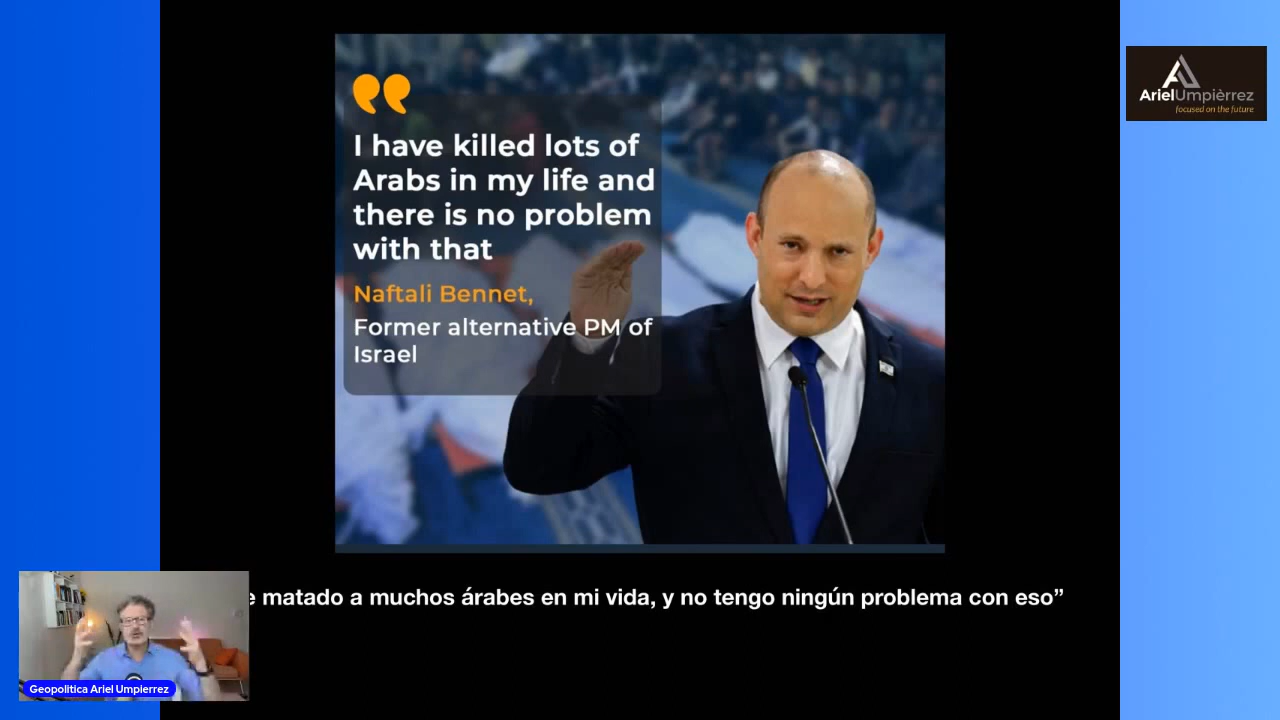 I have killed lots of
Arabs in my life and
there is no problem
with that
Naftali Bennet,
Former alternative PM of
Israel
matado a muchos árabes en mi vida, y no tengo ningún problema con eso”
ArielUmpièrrez
focused on the future
Geopolitica Ariel Umpierrez